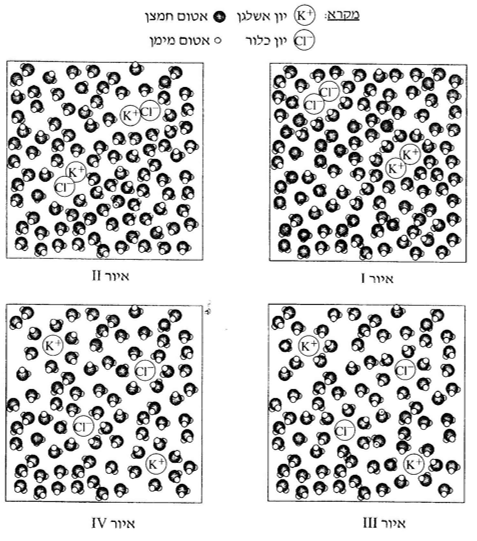 מקרא: K⁺ יון אשלגן אטום חמצן
Cl⁻ יון כלור אטום מימן
Cl⁻
Cl⁻
K⁺
K⁺
איור I
K⁺
Cl⁻
K⁺
Cl⁻
איור II
K⁺
Cl⁻
Cl⁻
K⁺
איור III
K⁺
Cl⁻
Cl⁻
K⁺
איור IV